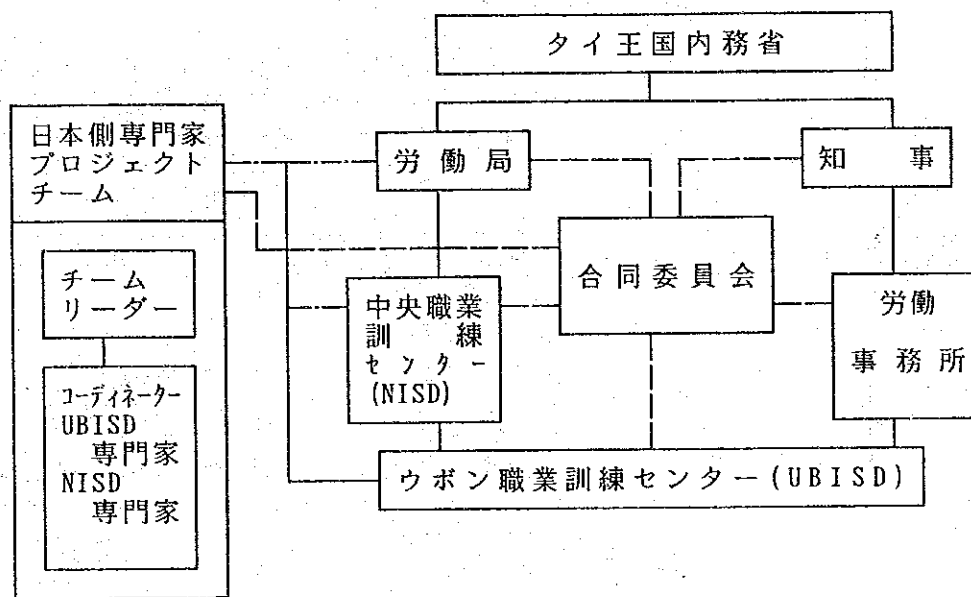 タイ王国内務省
日本側専門家
プロジェクト
チーム
労働局
知事
チーム
リーダー
合同委員会
中央職業
訓練
センター
(NISD)
労働
事務所
コーディネーター
UBISD
専門家
NISD
専門家
ウボン職業訓練センター(UBISD)